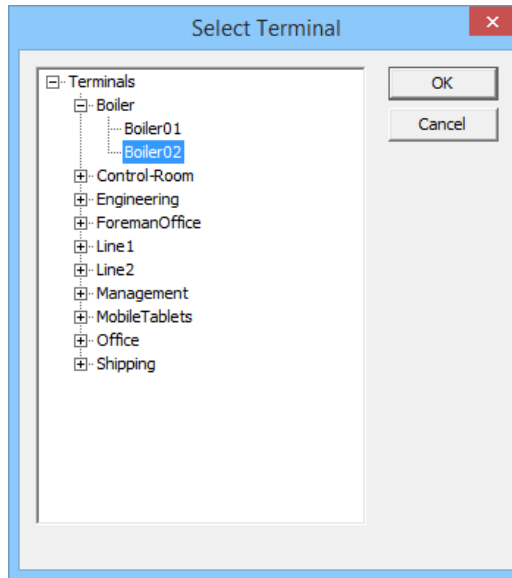 Select Terminal
Terminals
Boiler
Boiler01
Boiler02
Control-Room
Engineering
ForemanOffice
Line1
Line2
Management
MobileTablets
Office
Shipping
OK
Cancel